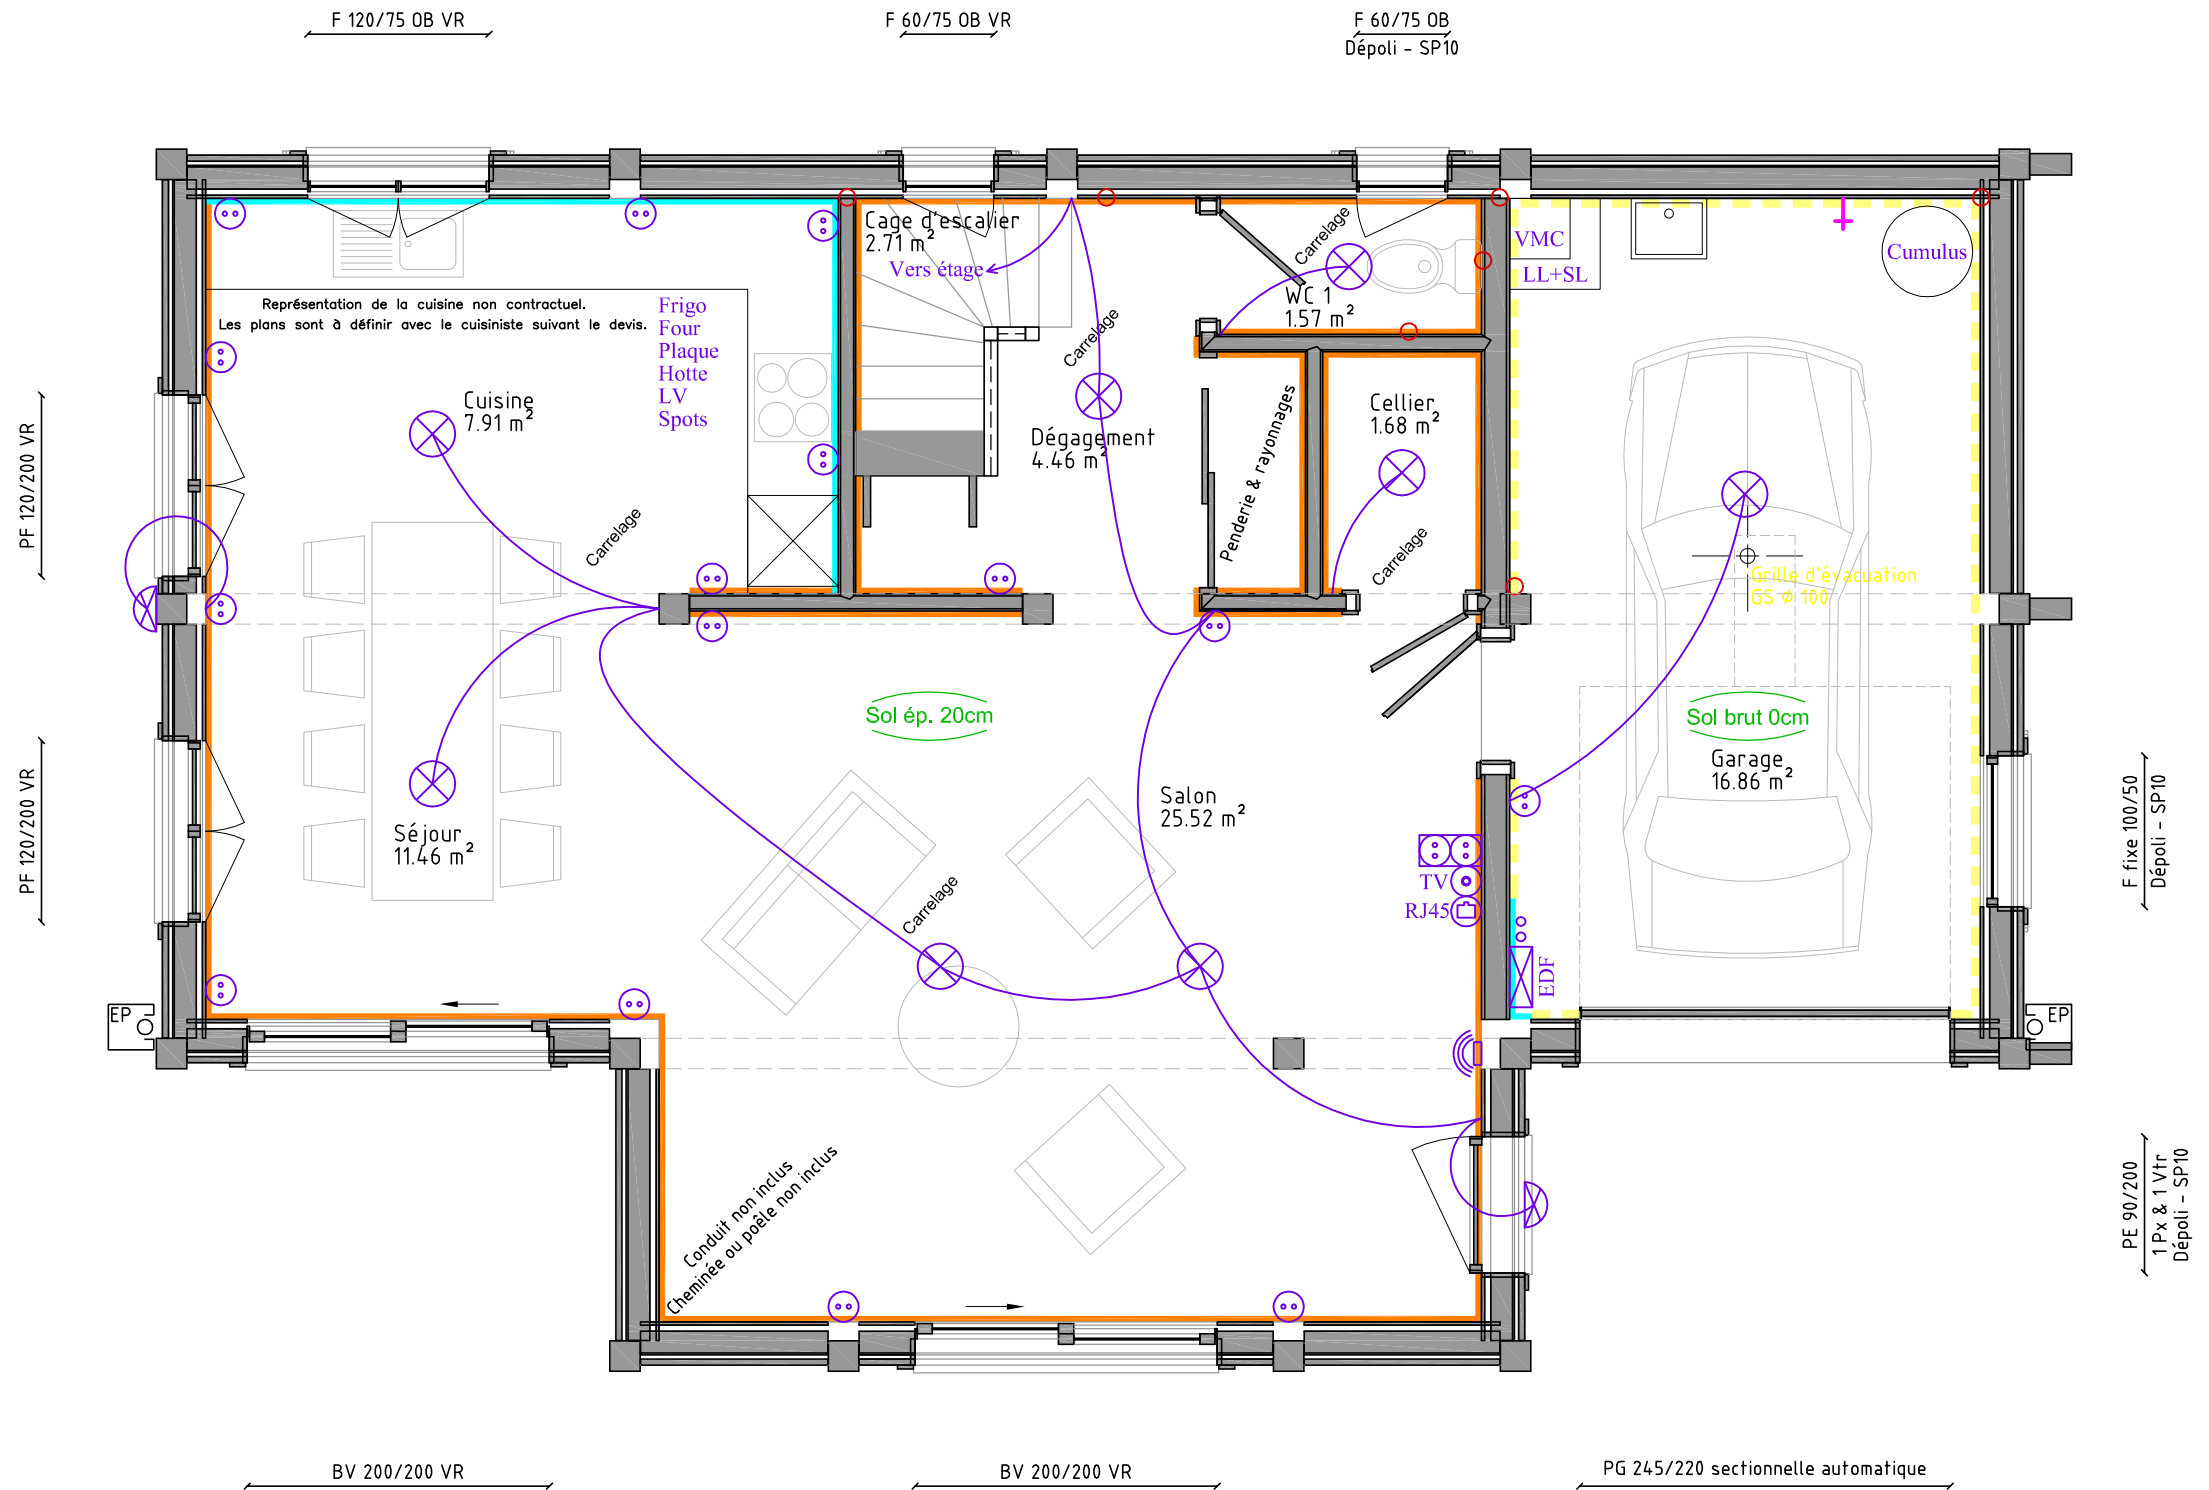 F 120/75 OB VR
F 60/75 OB VR
F 60/75 OB
Dépoli - SP10
Cage d'escalier
2.71 m²
Vers étage
Carrelage
WC 1
1.57 m²
VMC
LL+SL
Cumulus
Représentation de la cuisine non contractuel.
Les plans sont à définir avec le cuisiniste suivant le devis.
Frigo
Four
Plaque
Hotte
LV
Spots
Carrelage
Cuisine
7.91 m²
Dégagement
4.46 m²
Penderie & rayonnages
Cellier
1.68 m²
Carrelage
Carrelage
PF 120/200 VR
Grille d'évacuation
GS Ø 100
Sol ép. 20cm
Sol brut 0cm
Garage
16.86 m²
Salon
25.52 m²
Séjour
11.46 m²
PF 120/200 VR
Carrelage
TV
RJ45
EDF
F fixe 100/50
Dépoli - SP10
EP
EP
Conduit non inclus
Cheminée ou poêle non inclus
PE 90/200
1 Px & 1 Vtr
Dépoli - SP10
BV 200/200 VR
BV 200/200 VR
PG 245/220 sectionnelle automatique